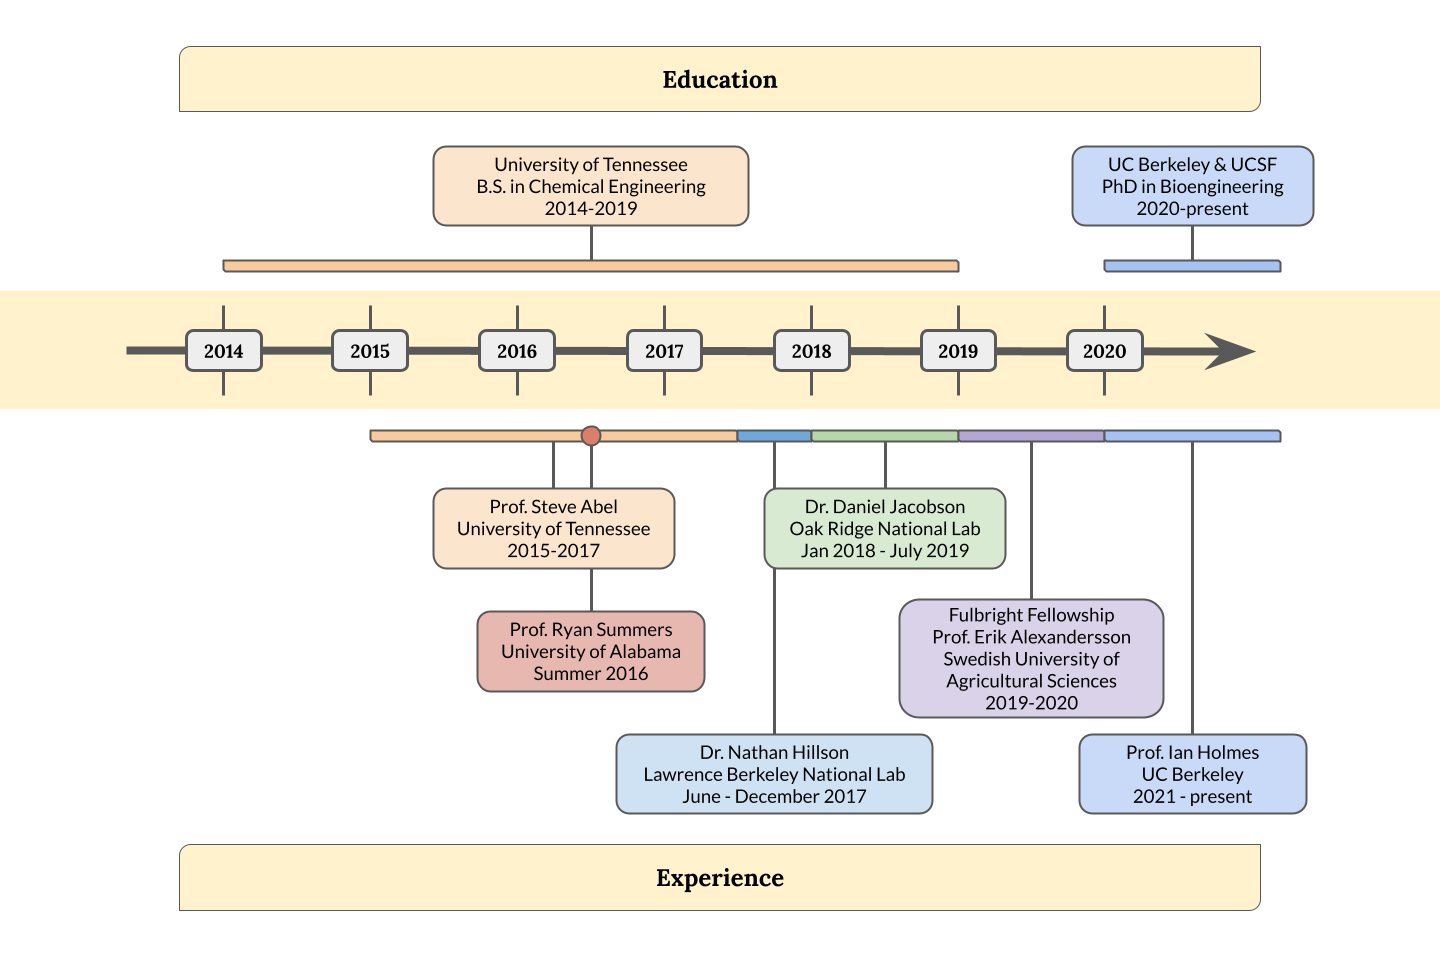 Education
University of Tennessee
B.S. in Chemical Engineering
2014-2019
UC Berkeley & UCSF
PhD in Bioengineering
2020-present
2014
2015
2016
2017
2018
2019
2020
Prof. Steve Abel
University of Tennessee
2015-2017
Dr. Daniel Jacobson
Oak Ridge National Lab
Jan 2018 - July 2019
Prof. Ryan Summers
University of Alabama
Summer 2016
Fulbright Fellowship
Prof. Erik Alexandersson
Swedish University of
Agricultural Sciences
2019-2020
Dr. Nathan Hillson
Lawrence Berkeley National Lab
June - December 2017
Prof. Ian Holmes
UC Berkeley
2021 - present
Experience